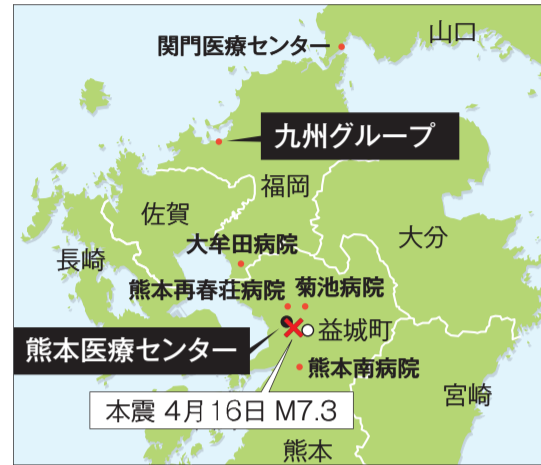 山口
関門医療センター
九州グループ
福岡
佐賀
大分
大牟田病院
長崎
熊本再春荘病院
菊池病院
益城町
熊本医療センター
熊本南病院
宮崎
本震 4月16日 M7.3
熊本